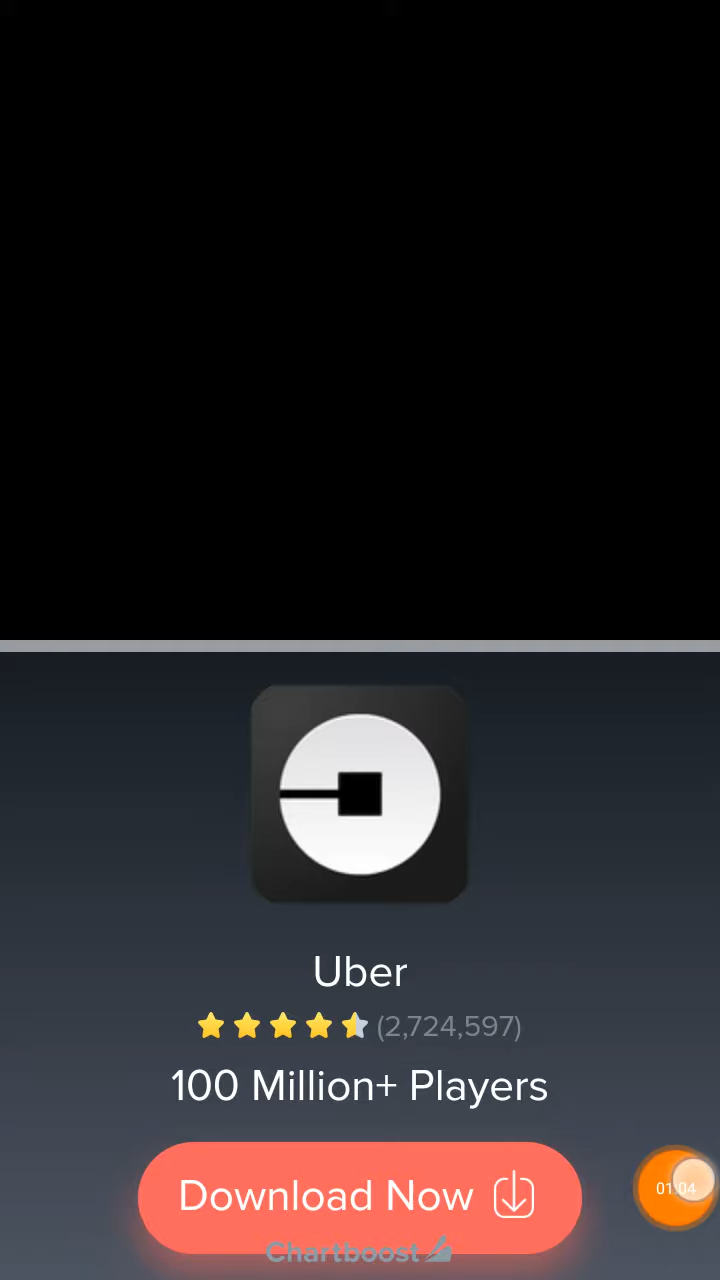 Uber
(2,724,597)
100 Million+ Players
Download Now
01:04
Chartboost